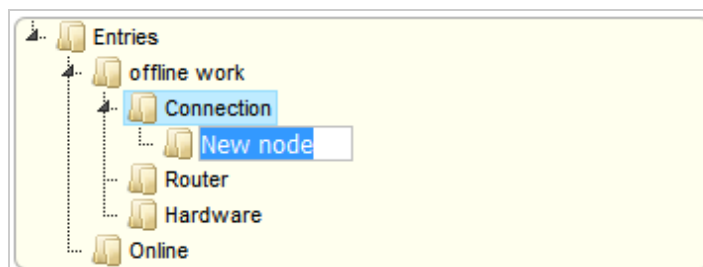 Entries
offline work
Connection
New node
Router
Hardware
Online